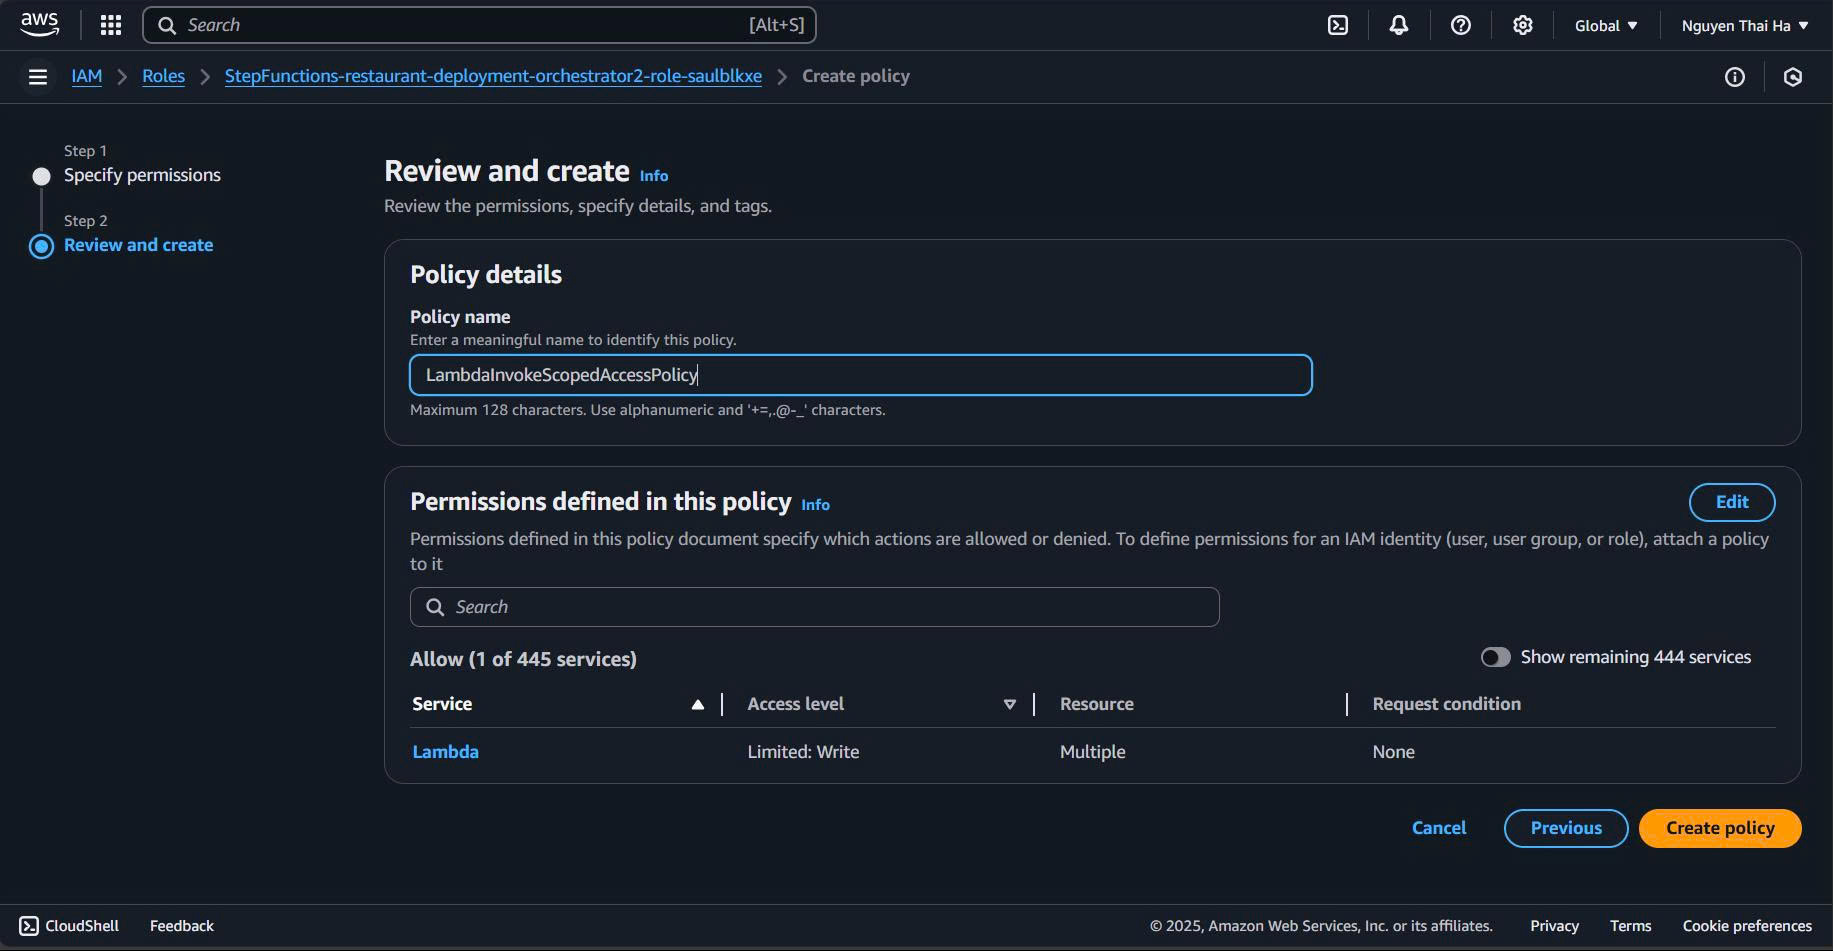 aws
Search [Alt+S]
Global
Nguyen Thai Ha
IAM
Roles
StepFunctions-restaurant-deployment-orchestrator2-role-saulblkxe
Create policy
Step 1
Specify permissions
Step 2
Review and create
Review and create Info
Review the permissions, specify details, and tags.
Policy details
Policy name
Enter a meaningful name to identify this policy.
LambdaInvokeScopedAccessPolicy
Maximum 128 characters. Use alphanumeric and '+=,.@-_' characters.
Permissions defined in this policy Info
Edit
Permissions defined in this policy document specify which actions are allowed or denied. To define permissions for an IAM identity (user, user group, or role), attach a policy
to it
Search
Allow (1 of 445 services)
Show remaining 444 services
Service Access level Resource Request condition
Lambda Limited: Write Multiple None
Cancel Previous Create policy
CloudShell Feedback © 2025, Amazon Web Services, Inc. or its affiliates. Privacy Terms Cookie preferences